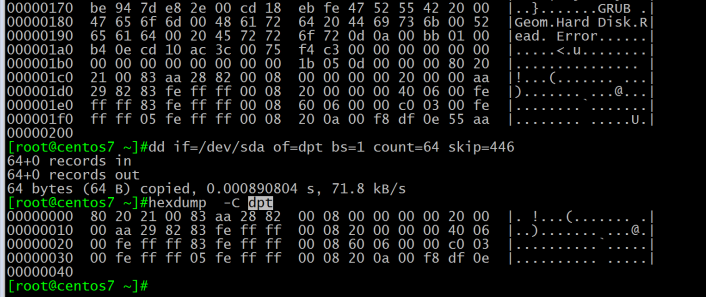 00000170  be 94 7d e8 2e 00 cd 18  eb fe 47 52 55 42 20 00  |..}.......GRUB .|
00000180  47 65 6f 6d 00 48 61 72  64 20 44 69 73 6b 00 52  |Geom.Hard Disk.R|
00000190  65 61 64 00 20 45 72 72  6f 72 0d 0a 00 bb 01 00  |ead. Error......|
000001a0  b4 0e cd 10 ac 3c 00 75  f4 c3 00 00 00 00 00 00  |.....<.u........|
000001b0  00 00 00 00 00 00 00 00  1b 05 0d 00 00 00 80 20  |............... |
000001c0  21 00 83 aa 28 82 00 08  00 00 00 00 20 00 00 aa  |!...(....... ...|
000001d0  29 82 83 fe ff ff 00 08  20 00 00 00 40 06 00 fe  |)....... ...@...|
000001e0  ff ff 83 fe ff ff 00 08  60 06 00 00 c0 03 00 fe  |........`.......|
000001f0  ff ff 05 fe ff ff 00 08  20 0a 00 f8 df 0e 55 aa  |........ .....U.|
00000200
[root@centos7 ~]#dd if=/dev/sda of=dpt bs=1 count=64 skip=446
64+0 records in
64+0 records out
64 bytes (64 B) copied, 0.000890804 s, 71.8 kB/s
[root@centos7 ~]#hexdump  -C dpt
00000000  80 20 21 00 83 aa 28 82  00 08 00 00 00 00 20 00  |. !...(....... .|
00000010  00 aa 29 82 83 fe ff ff  00 08 20 00 00 00 40 06  |..)....... ...@.|
00000020  00 fe ff ff 83 fe ff ff  00 08 60 06 00 00 c0 03  |..........`.....|
00000030  00 fe ff ff 05 fe ff ff  00 08 20 0a 00 f8 df 0e  |.......... .....|
00000040
[root@centos7 ~]#